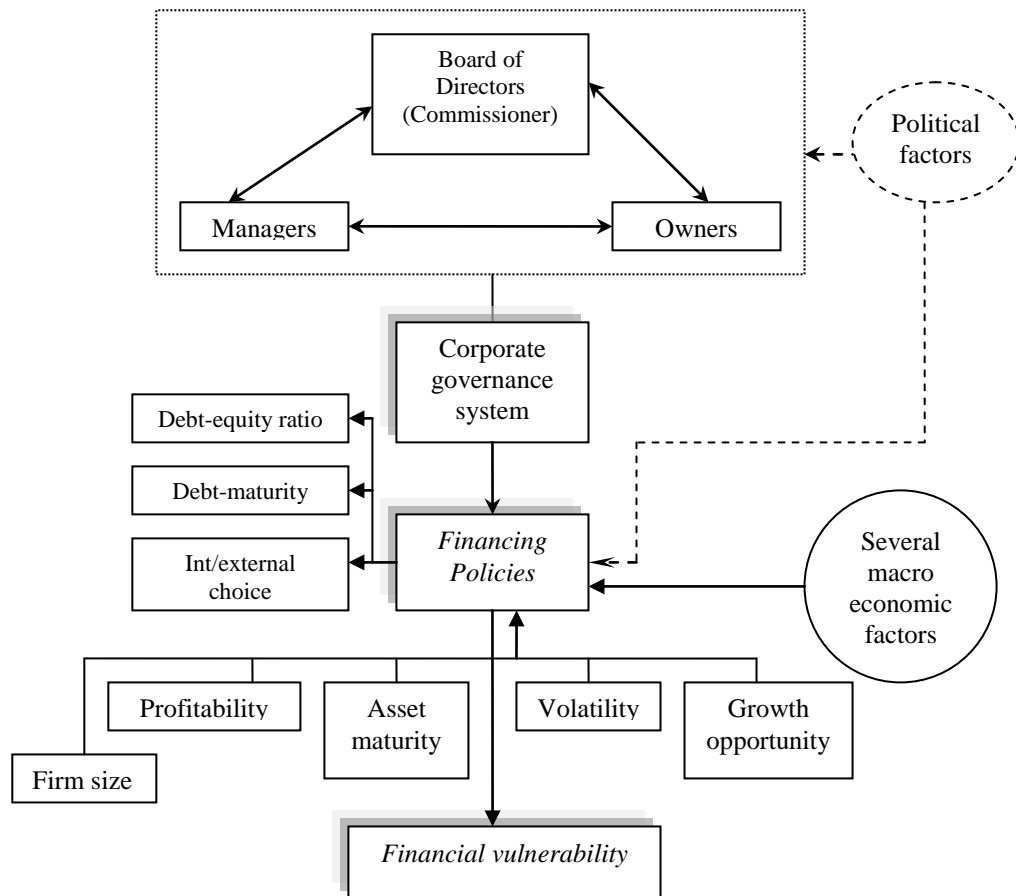 Board of
Directors
(Commissioner)
Political
factors
Managers
Owners
Corporate
governance
system
Debt-equity ratio
Debt-maturity
Int/external
choice
Financing
Policies
Several
macro
economic
factors
Profitability
Asset
maturity
Volatility
Growth
opportunity
Firm size
Financial vulnerability